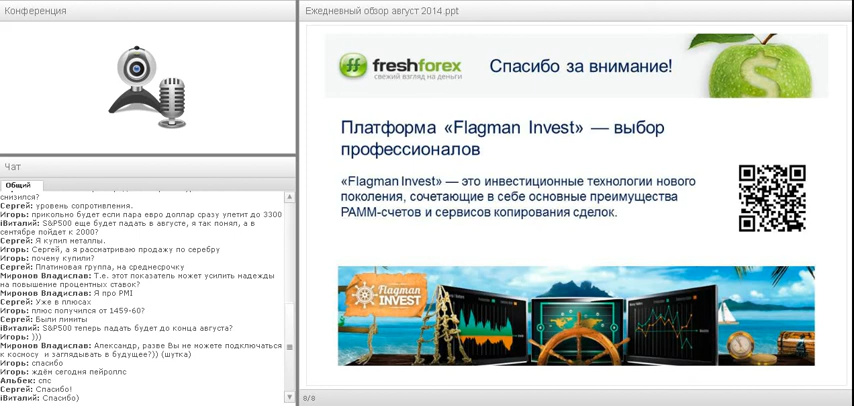 Конференция
Чат
Общий
снизился?
Сергей: уровень сопротивления.
Игорь: прикольно будет если пара евро доллар сразу улетит до 3300
iВиталий: S&P500 еще будет падать в августе, я так понял, а в
сентябре пойдет к 2000?
Сергей: Я купил металлы.
Игорь: Сергей, а я рассматриваю продажу по серебру
Игорь: почему купили?
Сергей: Платиновая группа, на среднесрочку
Миронов Владислав: Т.е. этот показатель может усилить надежды
на повышение процентных ставок?
Миронов Владислав: Я про PMI
Сергей: Уже в плюсах
Игорь: плюс получился от 1459-60?
Сергей: Были лимиты
iВиталий: S&P500 теперь падать будет до конца августа?
Игорь: )))
Миронов Владислав: Александр, разве Вы не можете подключаться
к космосу и заглядывать в будущее?)) (шутка)
Игорь: спасибо
Игорь: ждём сегодня пейроллс
Альбек: спс
Сергей: Спасибо!
iВиталий: Спасибо)
Ежедневный обзор август 2014.ppt
freshforex
свежий взгляд на деньги
Спасибо за внимание!
Платформа «Flagman Invest» — выбор
профессионалов
«Flagman Invest» — это инвестиционные технологии нового
поколения, сочетающие в себе основные преимущества
PAMM-счетов и сервисов копирования сделок.
Flagman
INVEST
8/8